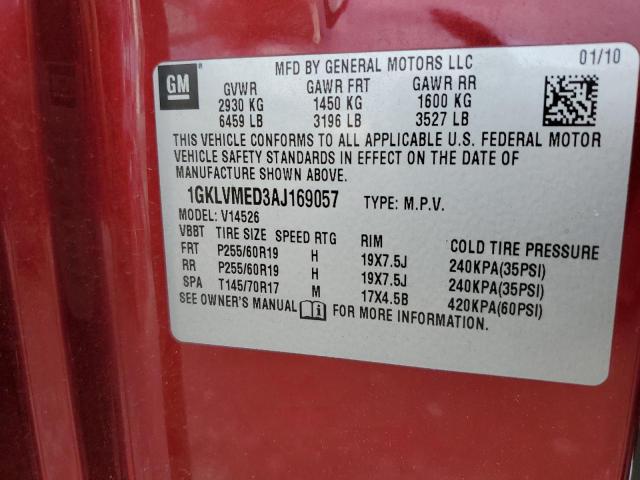 GM
MFD BY GENERAL MOTORS LLC 01/10
GVWR GAWR FRT GAWR RR
2930 KG 1450 KG 1600 KG
6459 LB 3196 LB 3527 LB
THIS VEHICLE CONFORMS TO ALL APPLICABLE U.S. FEDERAL MOTOR
VEHICLE SAFETY STANDARDS IN EFFECT ON THE DATE OF
MANUFACTURE SHOWN ABOVE.
1GKLVMED3AJ169057 TYPE: M.P.V.
MODEL: V14526
VBBT TIRE SIZE SPEED RTG RIM COLD TIRE PRESSURE
FRT P255/60R19 H 19X7.5J 240KPA(35PSI)
RR P255/60R19 H 19X7.5J 240KPA(35PSI)
SPA T145/70R17 M 17X4.5B 420KPA(60PSI)
SEE OWNER'S MANUAL FOR MORE INFORMATION.